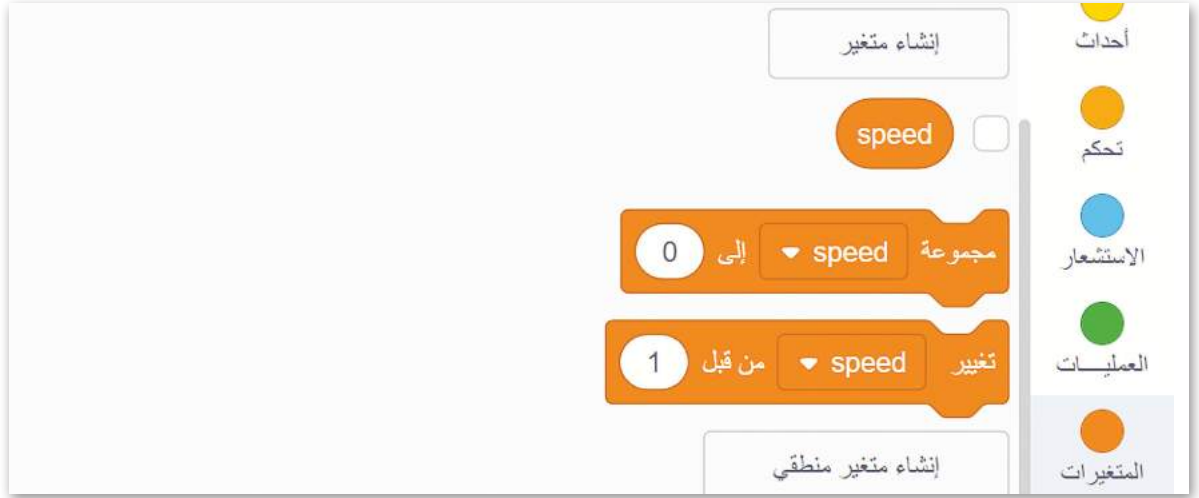 أحداث
تحكم
الاستشعار
العمليـــات
المتغيرات
إنشاء متغير
speed
مجموعة speed إلى 0
تغيير speed من قبل 1
إنشاء متغير منطقي